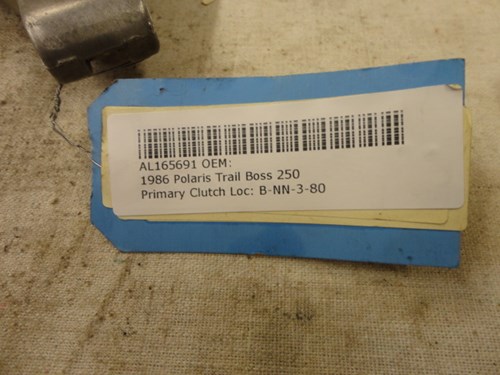 AL165691 OEM:
1986 Polaris Trail Boss 250
Primary Clutch Loc: B-NN-3-80